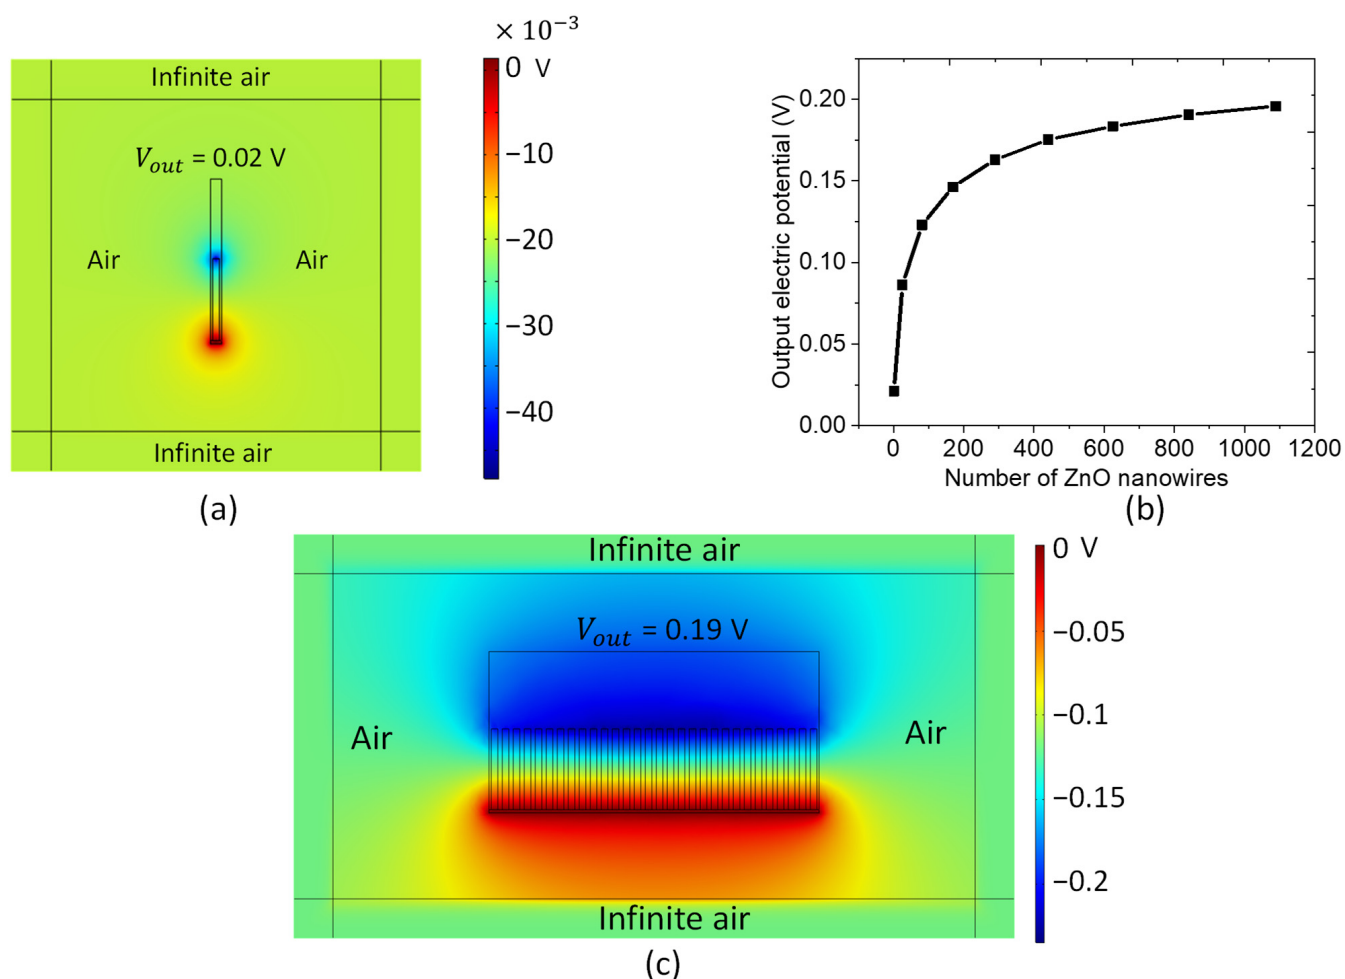 × 10⁻³
Infinite air
V_out = 0.02 V
Air
Air
Infinite air
0 V
−10
−20
−30
−40
(a)
Output electric potential (V)
0.20
0.15
0.10
0.05
0.00
0 200 400 600 800 1000 1200
Number of ZnO nanowires
(b)
Infinite air
V_out = 0.19 V
Air
Air
Infinite air
0 V
−0.05
−0.1
−0.15
−0.2
(c)